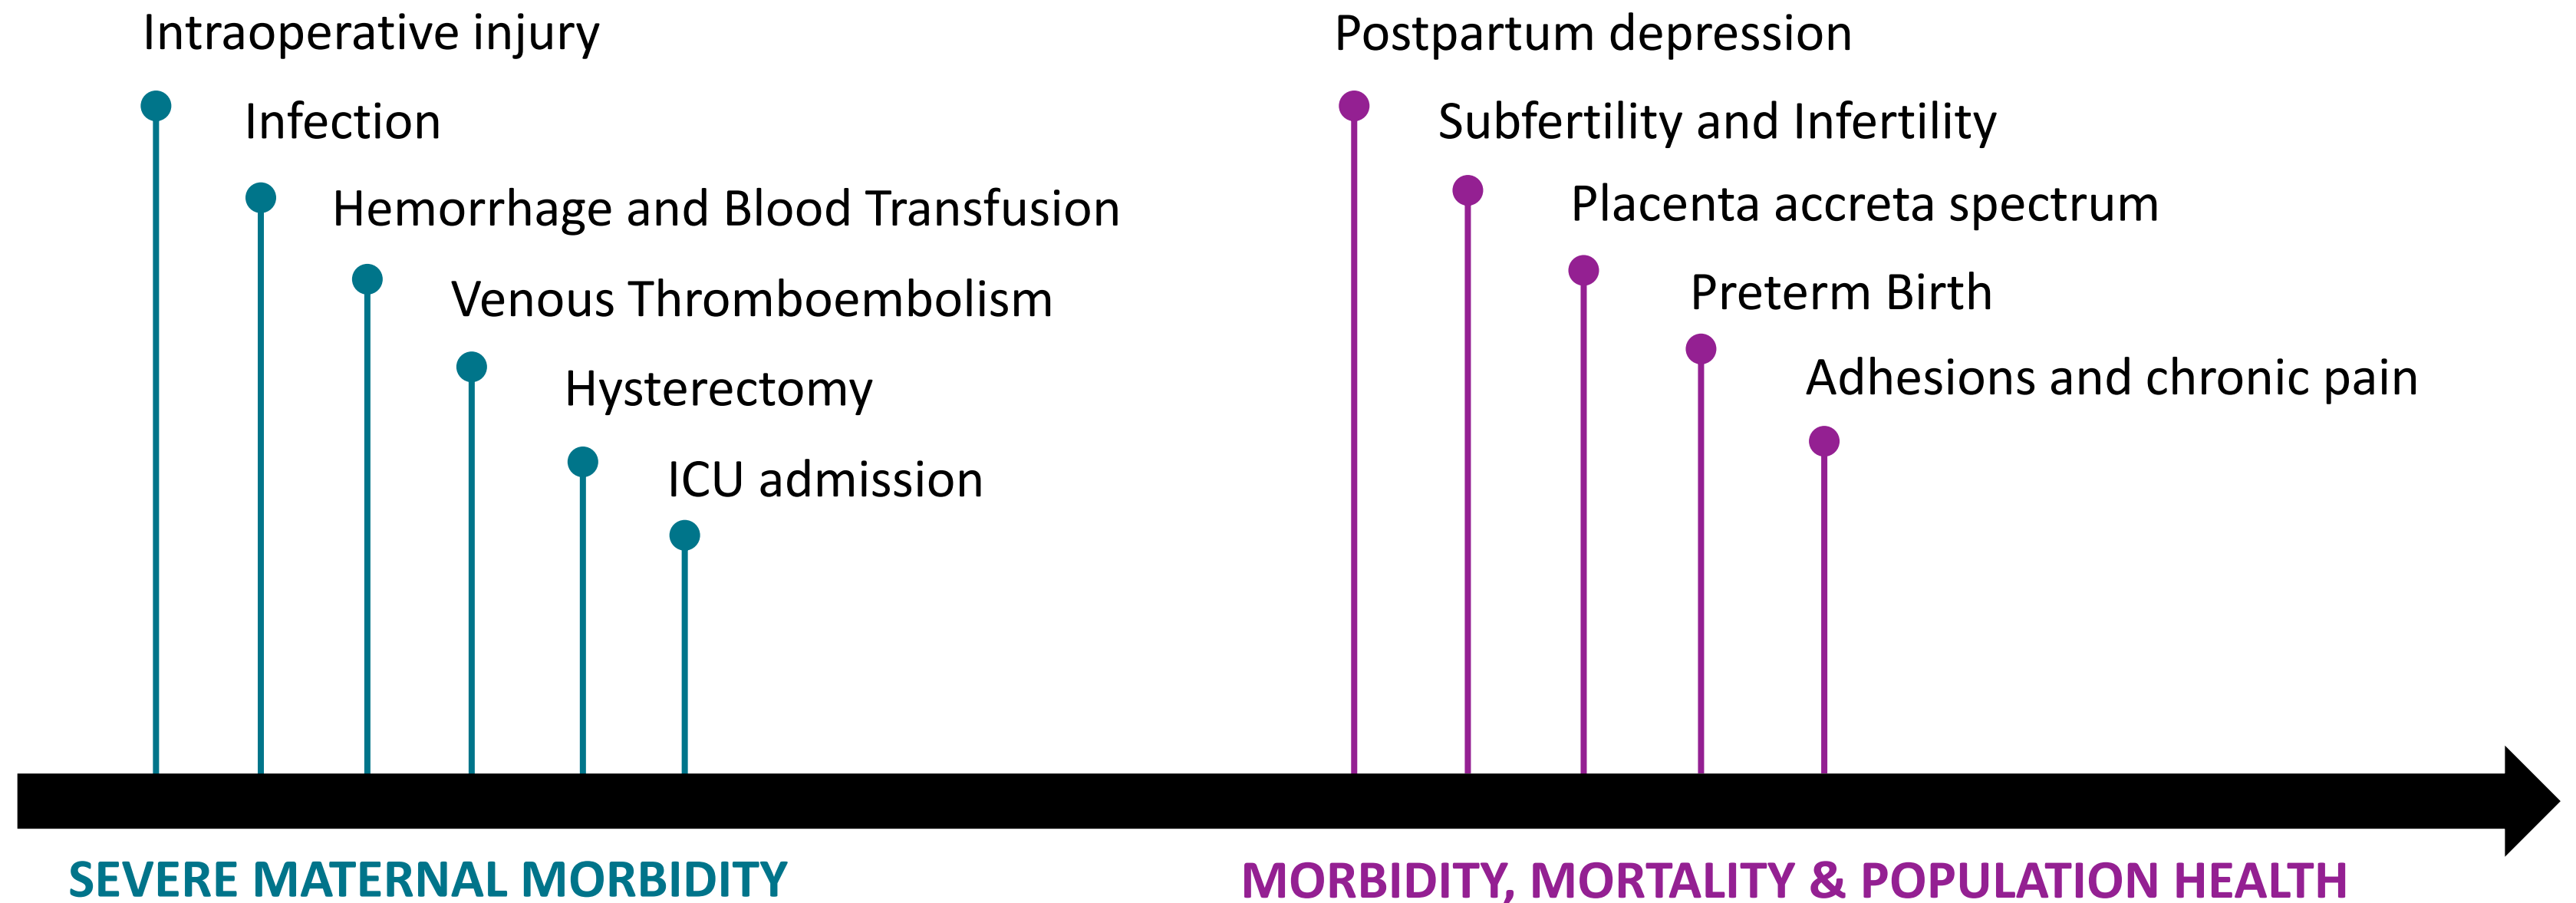 Intraoperative injury
Infection
Hemorrhage and Blood Transfusion
Venous Thromboembolism
Hysterectomy
ICU admission
Postpartum depression
Subfertility and Infertility
Placenta accreta spectrum
Preterm Birth
Adhesions and chronic pain
SEVERE MATERNAL MORBIDITY
MORBIDITY, MORTALITY & POPULATION HEALTH